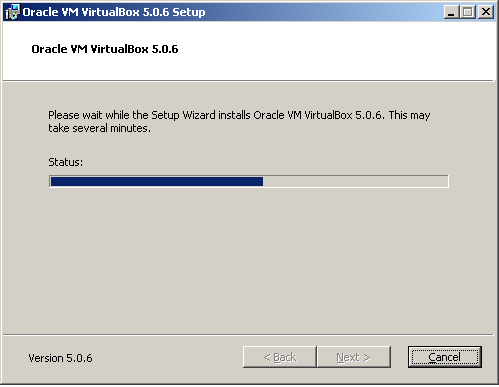 Oracle VM VirtualBox 5.0.6 Setup
Oracle VM VirtualBox 5.0.6
Please wait while the Setup Wizard installs Oracle VM VirtualBox 5.0.6. This may
take several minutes.
Status:
Version 5.0.6
< Back
Next >
Cancel